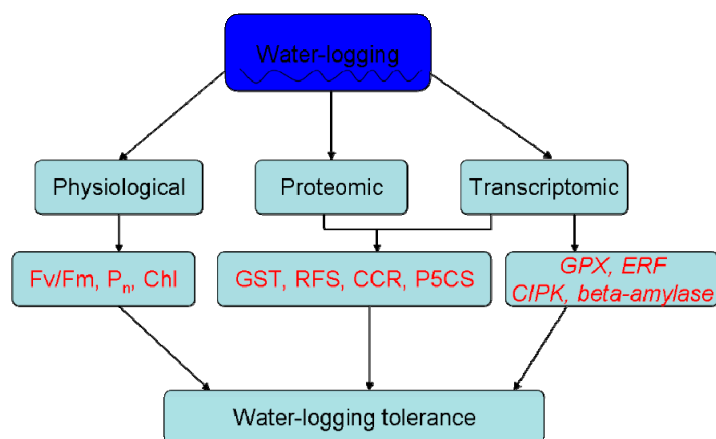 Water-logging
Physiological
Proteomic
Transcriptomic
Fv/Fm, Pn, Chl
GST, RFS, CCR, P5CS
GPX, ERF
CIPK, beta-amylase
Water-logging tolerance